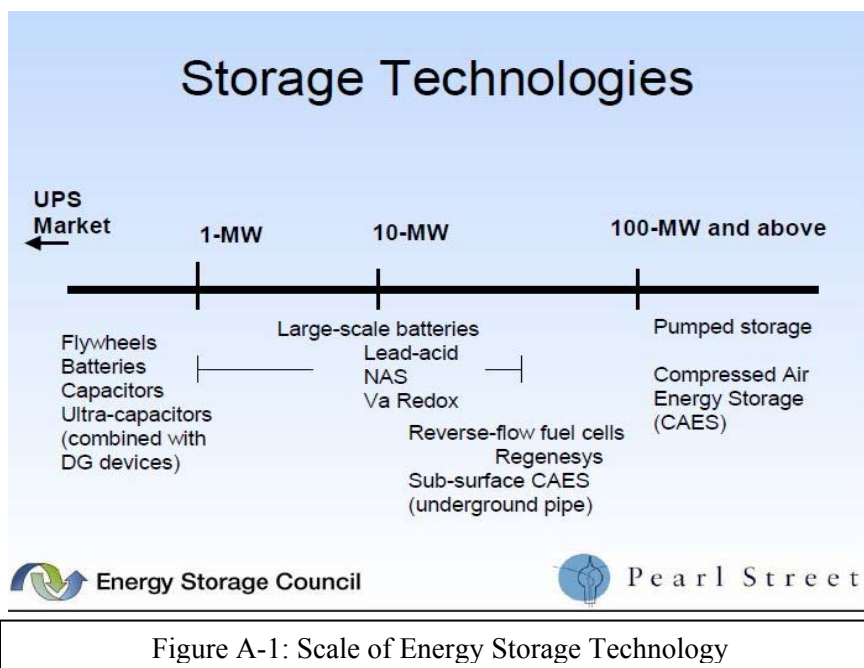 Storage Technologies
UPS
Market
1-MW
10-MW
100-MW and above
Flywheels
Batteries
Capacitors
Ultra-capacitors
(combined with
DG devices)
Large-scale batteries
Lead-acid
NAS
Va Redox
Reverse-flow fuel cells
Regenesys
Sub-surface CAES
(underground pipe)
Pumped storage
Compressed Air
Energy Storage
(CAES)
Energy Storage Council
Pearl Street
Figure A-1: Scale of Energy Storage Technology